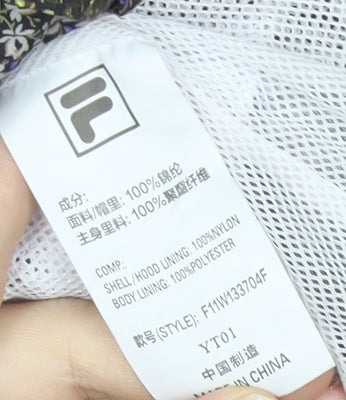 F
成分:
面料/帽里: 100%锦纶
主身里料: 100%聚酯纤维
COMP:
SHELL/HOOD LINING: 100%NYLON
BODY LINING: 100%POLYESTER
款号(STYLE): F11W133704F
YT01
中国制造
MADE IN CHINA